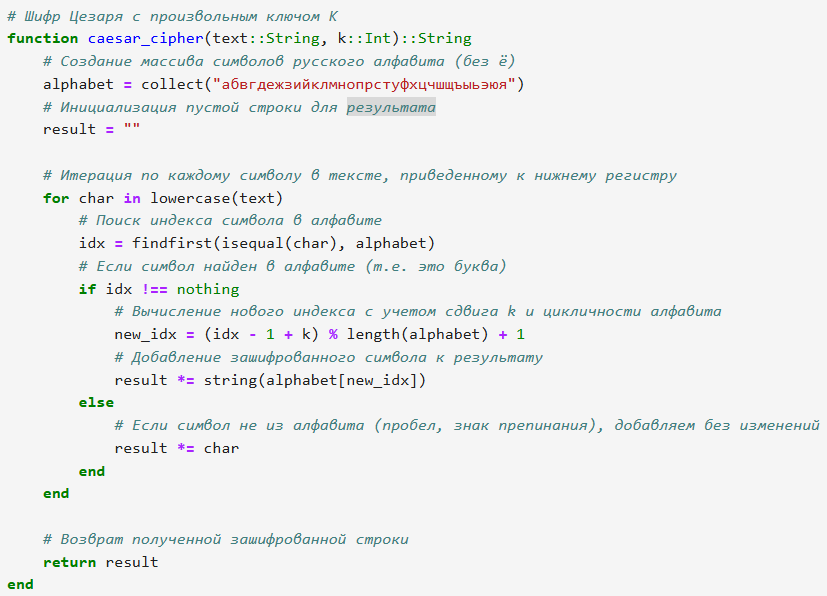 # Шифр Цезаря с произвольным ключом K
function caesar_cipher(text::String, k::Int)::String
    # Создание массива символов русского алфавита (без ё)
    alphabet = collect("абвгдежзийклмнопрстуфхцчшщъыьэюя")
    # Инициализация пустой строки для результата
    result = ""

    # Итерация по каждому символу в тексте, приведенному к нижнему регистру
    for char in lowercase(text)
        # Поиск индекса символа в алфавите
        idx = findfirst(isequal(char), alphabet)
        # Если символ найден в алфавите (т.е. это буква)
        if idx !== nothing
            # Вычисление нового индекса с учетом сдвига k и цикличности алфавита
            new_idx = (idx - 1 + k) % length(alphabet) + 1
            # Добавление зашифрованного символа к результату
            result *= string(alphabet[new_idx])
        else
            # Если символ не из алфавита (пробел, знак препинания), добавляем без изменений
            result *= char
        end
    end

    # Возврат полученной зашифрованной строки
    return result
end